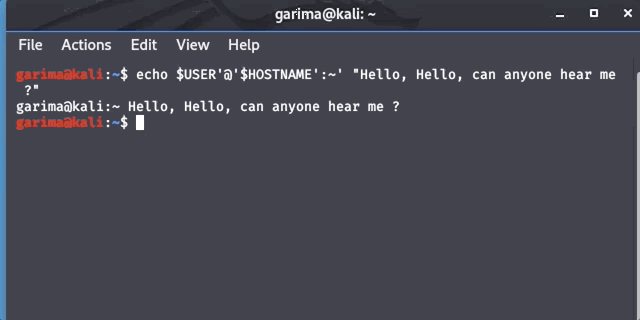 garima@kali: ~
File Actions Edit View Help
garima@kali:~$ echo $USER'@'$HOSTNAME':~' "Hello, Hello, can anyone hear me
?"
garima@kali:~ Hello, Hello, can anyone hear me ?
garima@kali:~$